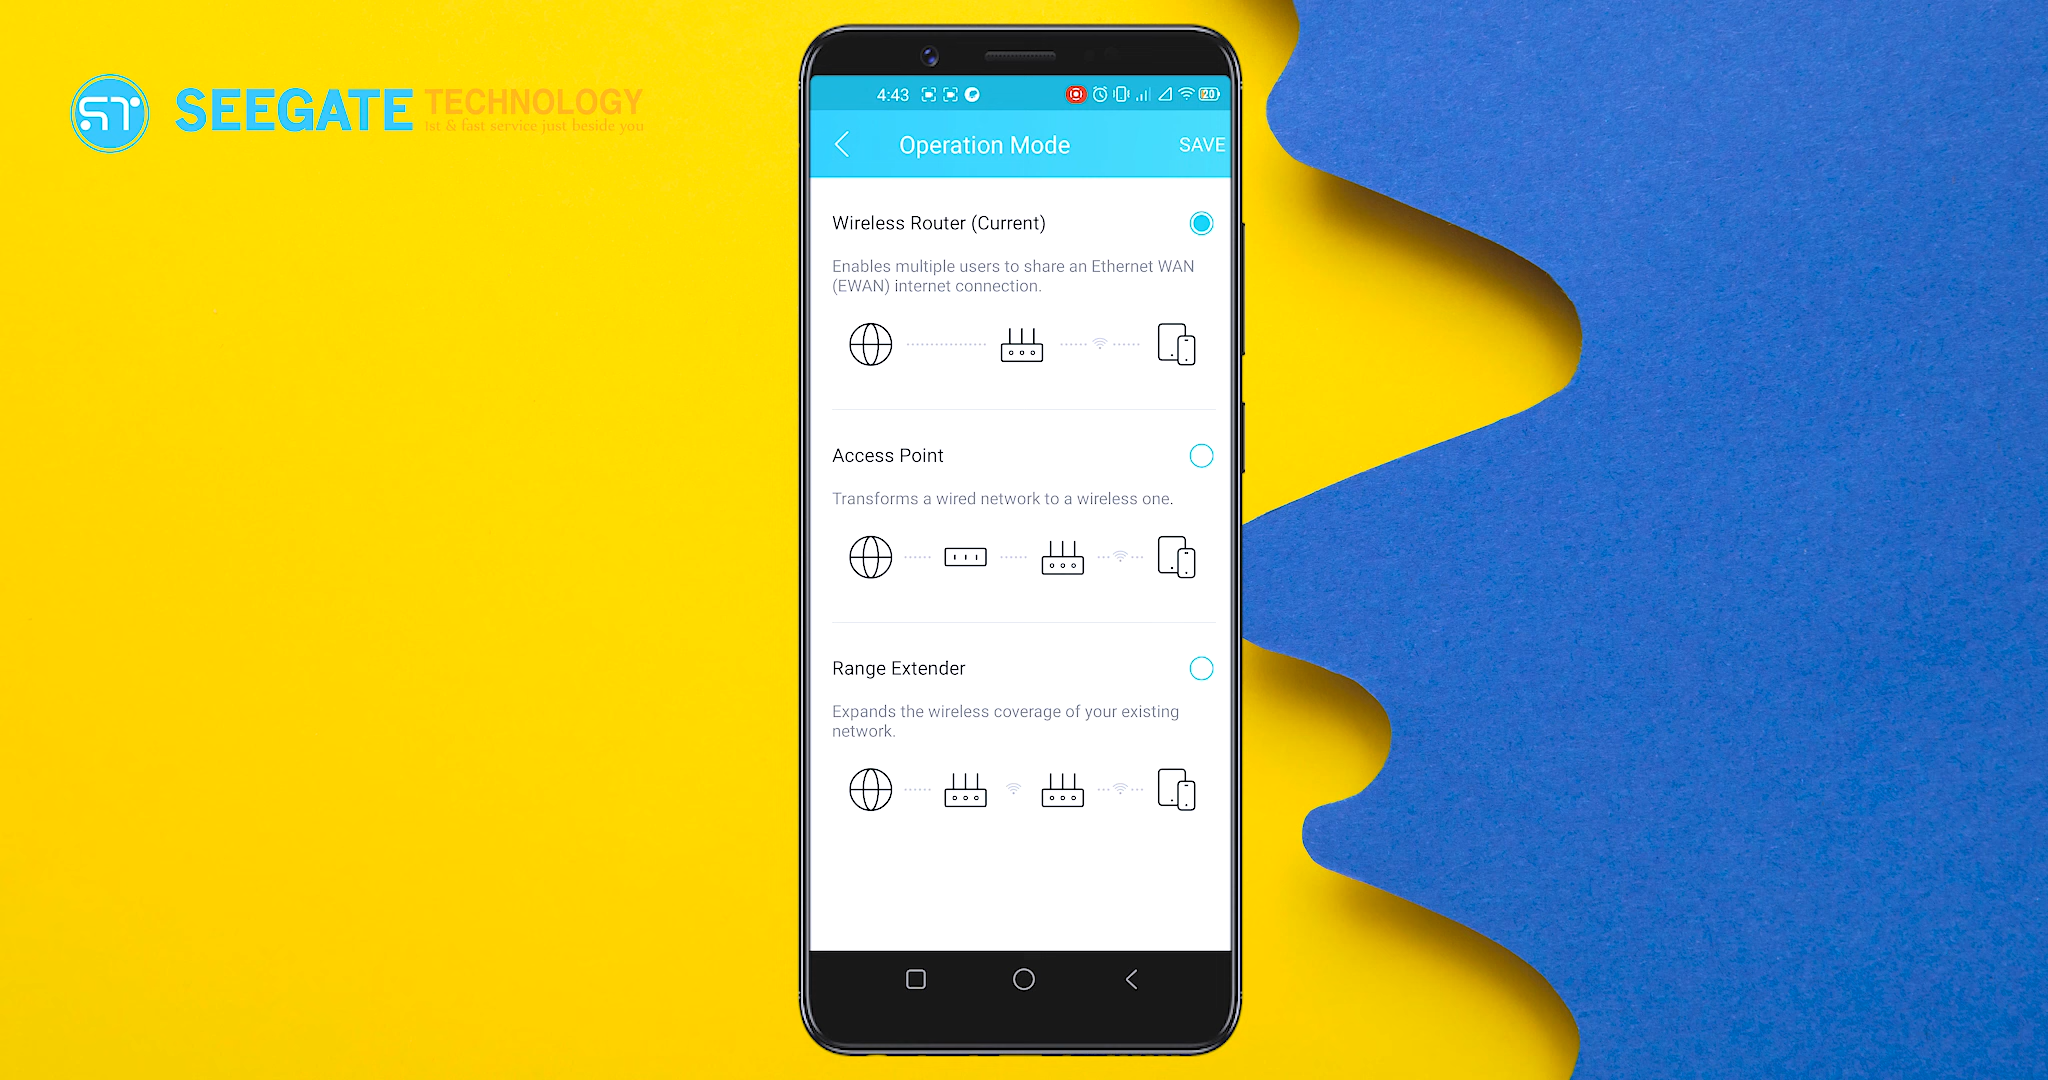 ST
SEEGATE TECHNOLOGY
1st & fast service just beside you
4:43
20
Operation Mode
SAVE
Wireless Router (Current)
Enables multiple users to share an Ethernet WAN
(EWAN) internet connection.
Access Point
Transforms a wired network to a wireless one.
Range Extender
Expands the wireless coverage of your existing
network.